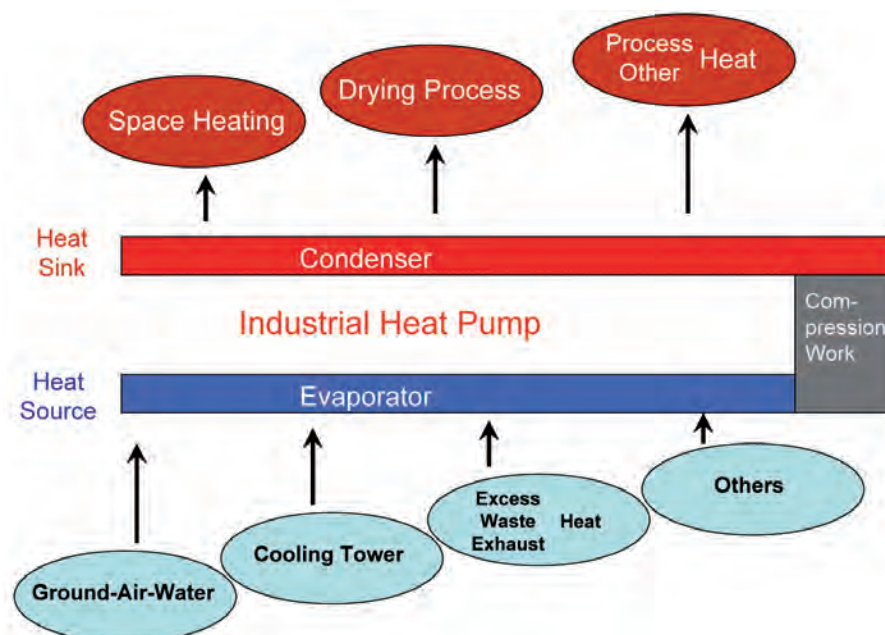 Space Heating
Drying Process
Process
Other
Heat
Heat
Sink
Condenser
Industrial Heat Pump
Com-
pression
Work
Heat
Source
Evaporator
Ground-Air-Water
Cooling Tower
Excess
Waste
Exhaust
Heat
Others